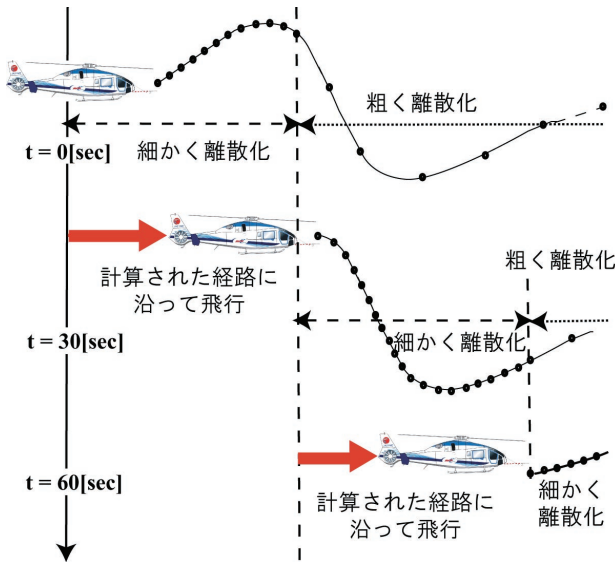 粗く離散化
t = 0[sec]
細かく離散化
計算された経路に
沿って飛行
粗く離散化
t = 30[sec]
細かく離散化
t = 60[sec]
計算された経路に
沿って飛行
細かく
離散化